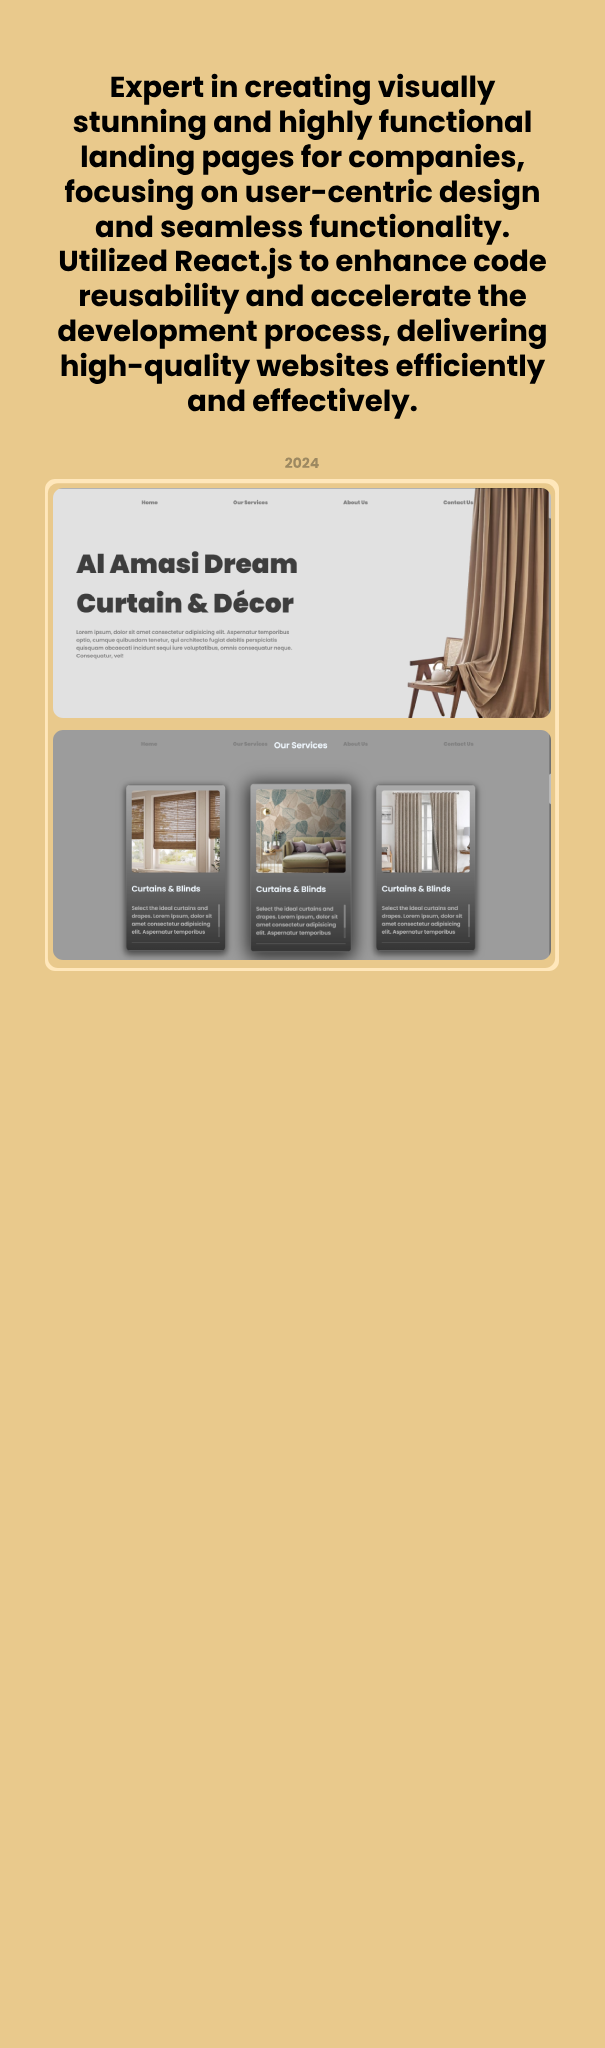 Expert in creating visually
stunning and highly functional
landing pages for companies,
focusing on user-centric design
and seamless functionality.
Utilized React.js to enhance code
reusability and accelerate the
development process, delivering
high-quality websites efficiently
and effectively.
2024
Home Our Services About Us Contact Us
Al Amasi Dream
Curtain & Décor
Lorem ipsum, dolor sit amet consectetur adipisicing elit. Aspernatur temporibus
optio, cumque quibusdam tenetur, qui architecto fugiat debitis perspiciatis
quisquam obcaecati incidunt sequi iure voluptatibus, omnis consequatur neque.
Consequatur, vel!
Home Our Services Our Services About Us Contact Us
Curtains & Blinds
Select the ideal curtains and
drapes. Lorem ipsum, dolor sit
amet consectetur adipisicing
elit. Aspernatur temporibus
Curtains & Blinds
Select the ideal curtains and
drapes. Lorem ipsum, dolor sit
amet consectetur adipisicing
elit. Aspernatur temporibus
Curtains & Blinds
Select the ideal curtains and
drapes. Lorem ipsum, dolor sit
amet consectetur adipisicing
elit. Aspernatur temporibus